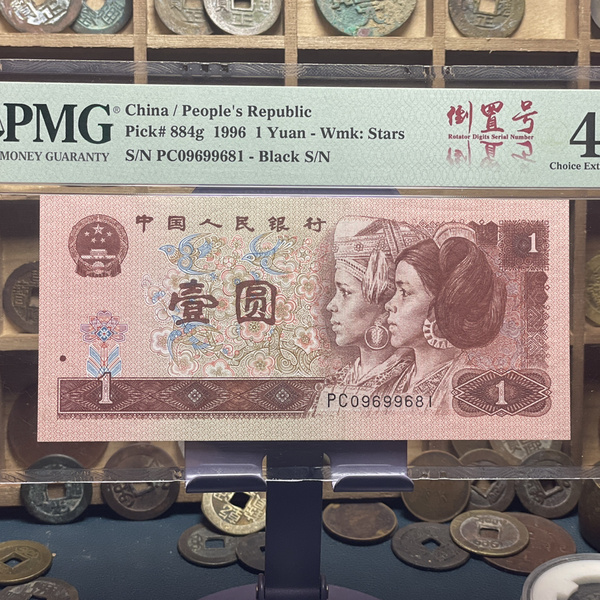 PMG®
MONEY GUARANTY
China / People's Republic
Pick# 884g 1996 1 Yuan - Wmk: Stars
S/N PC09699681 - Black S/N
倒置号
Rotator Digits Serial Number
4
Choice Ext
中国人民银行
壹圆
1
1
1
PC09699681